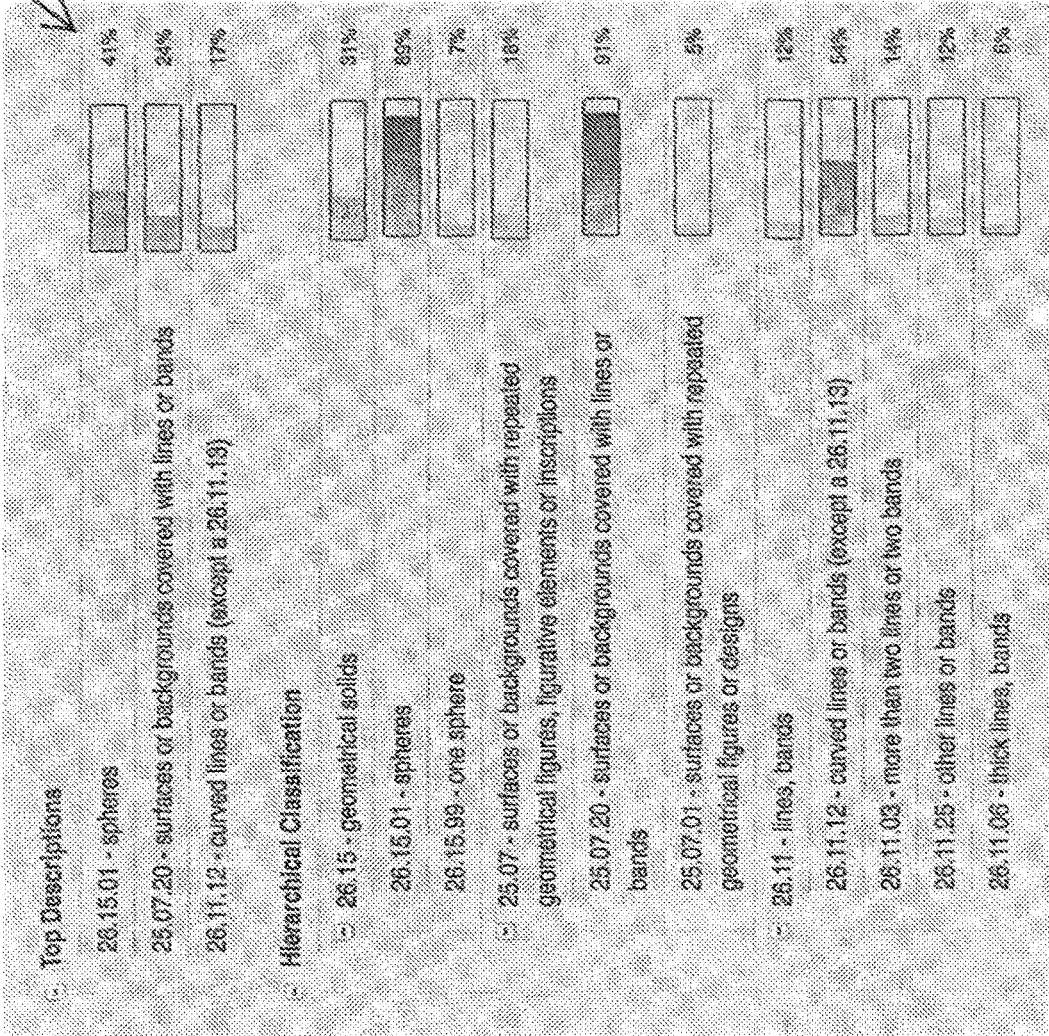 Top Descriptions
26.15.01 - spheres 41%
25.07.20 - surfaces or backgrounds covered with lines or bands 24%
26.11.12 - curved lines or bands (except a 26.11.13) 17%
Hierarchical Classification
26.15 - geometrical solids 31%
26.15.01 - spheres 89%
26.15.99 - one sphere 7%
25.07 - surfaces or backgrounds covered with repeated 18%
geometrical figures, figurative elements or inscriptions
25.07.20 - surfaces or backgrounds covered with lines or 91%
bands
25.07.01 - surfaces or backgrounds covered with repeated 5%
geometrical figures or designs
26.11 - lines, bands 12%
26.11.12 - curved lines or bands (except a 26.11.13) 54%
26.11.03 - more than two lines or two bands 14%
26.11.25 - other lines or bands 12%
26.11.06 - thick lines, bands